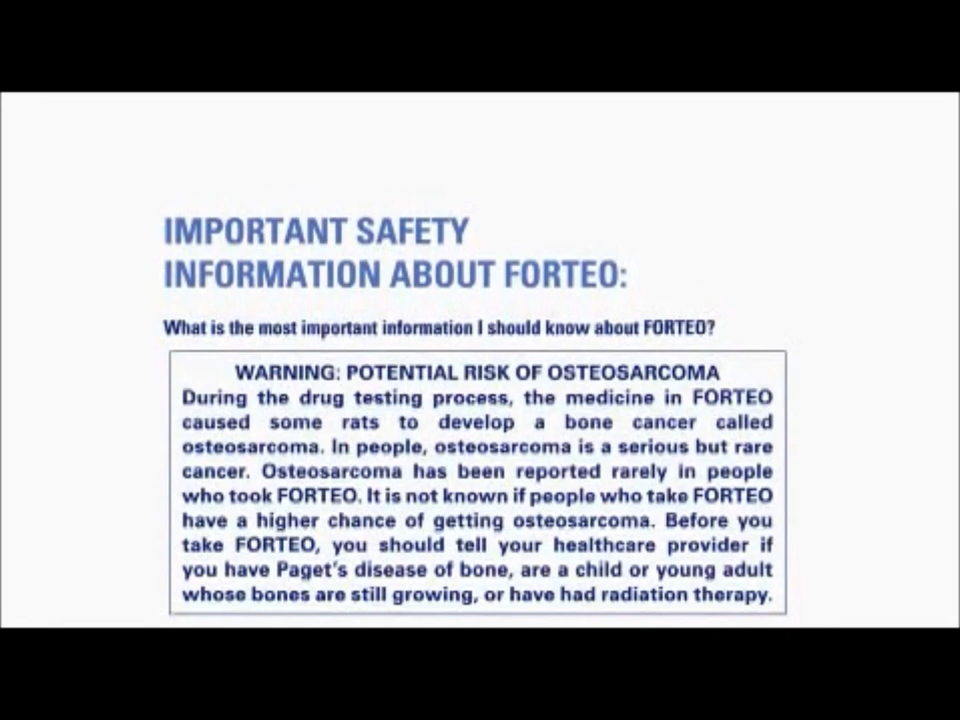 IMPORTANT SAFETY
INFORMATION ABOUT FORTEO:
What is the most important information I should know about FORTEO?
WARNING: POTENTIAL RISK OF OSTEOSARCOMA
During the drug testing process, the medicine in FORTEO
caused some rats to develop a bone cancer called
osteosarcoma. In people, osteosarcoma is a serious but rare
cancer. Osteosarcoma has been reported rarely in people
who took FORTEO. It is not known if people who take FORTEO
have a higher chance of getting osteosarcoma. Before you
take FORTEO, you should tell your healthcare provider if
you have Paget's disease of bone, are a child or young adult
whose bones are still growing, or have had radiation therapy.